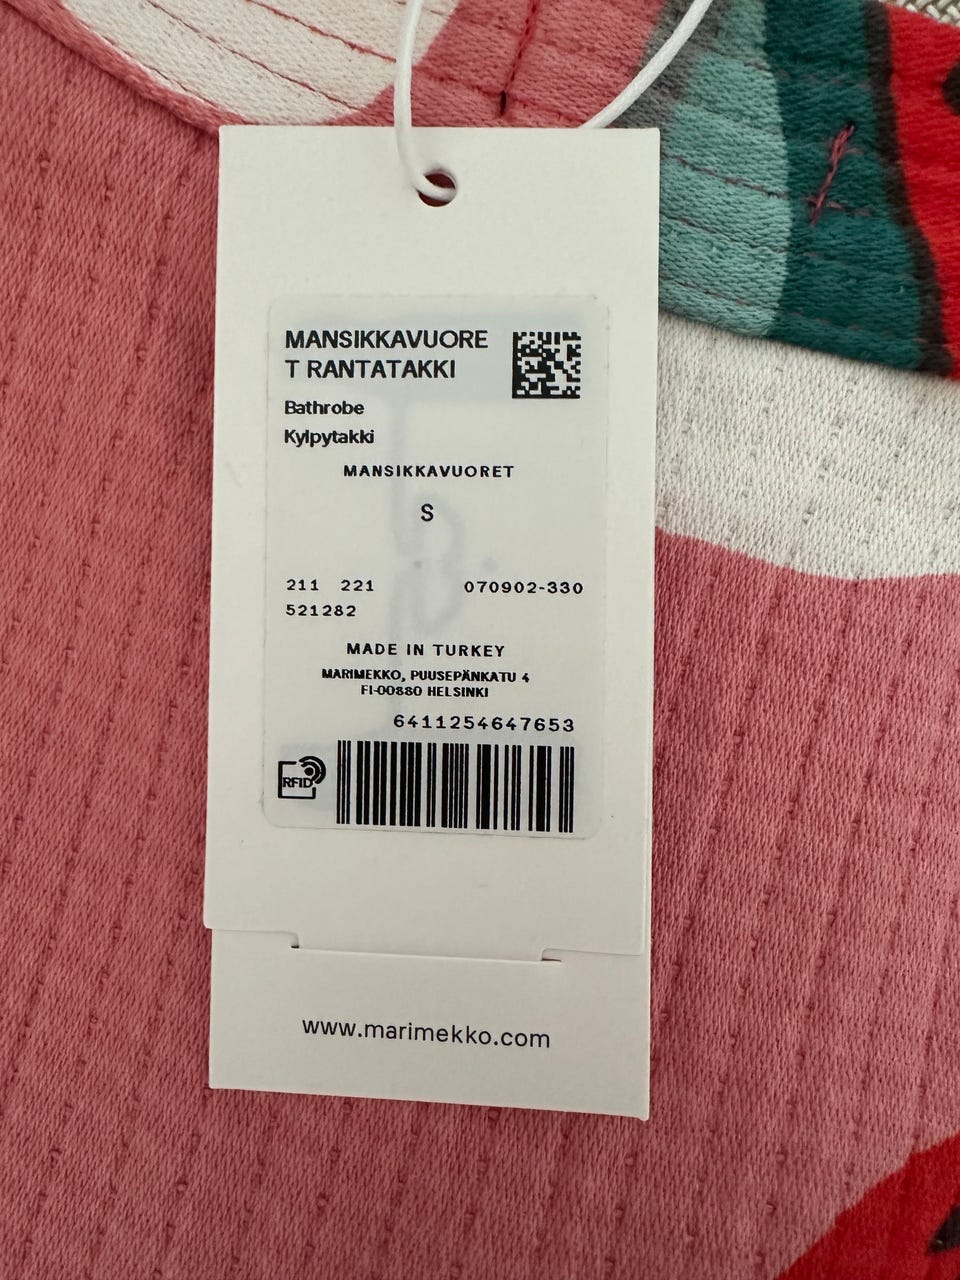 MANSIKKAVUORE
T RANTATAKKI
Bathrobe
Kylpytakki
MANSIKKAVUORET
S
211 221 070902-330
521282
MADE IN TURKEY
MARIMEKKO, PUUSEPÄNKATU 4
FI-00880 HELSINKI
6411254647653
RFID
www.marimekko.com